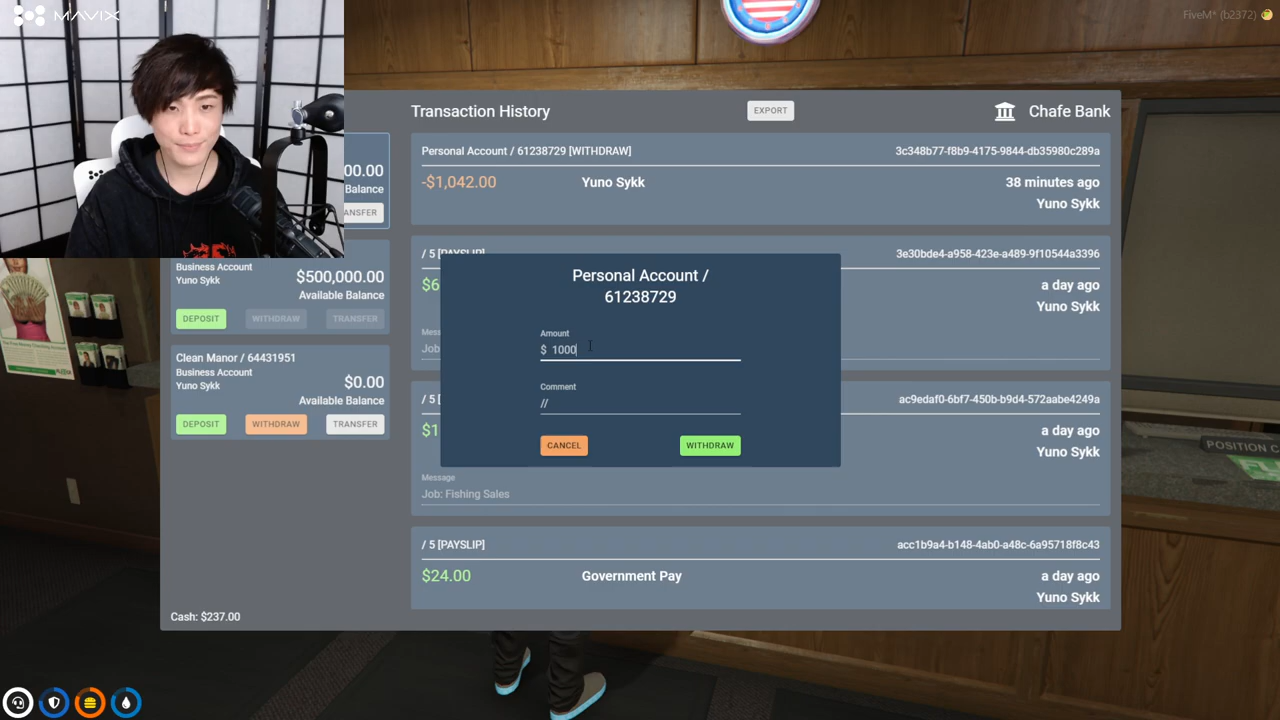 MAVIX
FiveM* (b2372)
Transaction History
EXPORT
Chafe Bank
00.00
Balance
ANSFER
Personal Account / 61238729 [WITHDRAW]
3c348b77-f8b9-4175-9844-db35980c289a
-$1,042.00
Yuno Sykk
38 minutes ago
Yuno Sykk
Business Account
Yuno Sykk
$500,000.00
Available Balance
DEPOSIT
WITHDRAW
TRANSFER
/ 5 [PAYSLIP]
3e30bde4-a958-423e-a489-9f10544a3396
$6
a day ago
Yuno Sykk
Mess
Job:
Clean Manor / 64431951
Business Account
Yuno Sykk
$0.00
Available Balance
DEPOSIT
WITHDRAW
TRANSFER
Personal Account /
61238729
Amount
$ 1000
Comment
//
CANCEL
WITHDRAW
/ 5 [
ac9edaf0-6bf7-450b-b9d4-572aabe4249a
$1
a day ago
Yuno Sykk
Message
Job: Fishing Sales
/ 5 [PAYSLIP]
acc1b9a4-b148-4ab0-a48c-6a95718f8c43
$24.00
Government Pay
a day ago
Yuno Sykk
Cash: $237.00
POSITION C